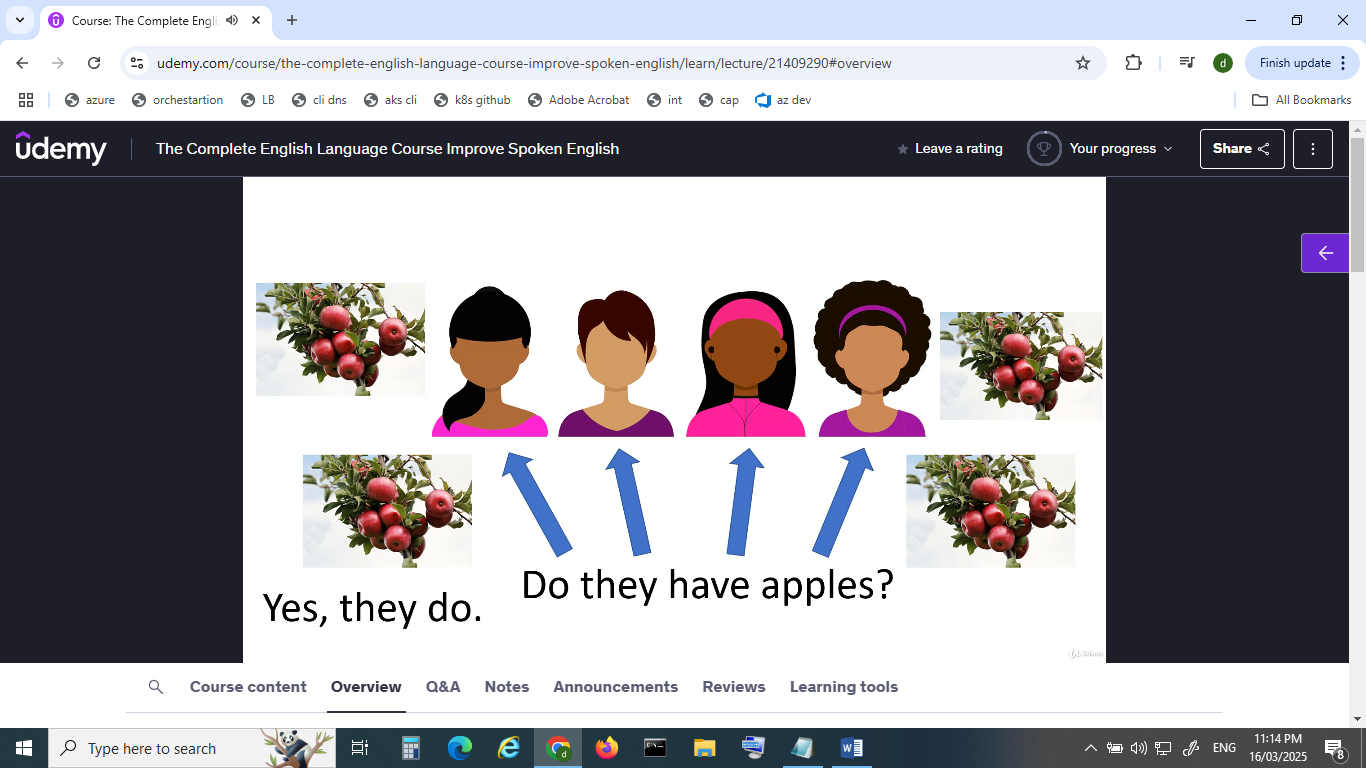 Course: The Complete Engli
udemy.com/course/the-complete-english-language-course-improve-spoken-english/learn/lecture/21409290#overview
Finish update
d
azure
orchestartion
LB
cli dns
aks cli
k8s github
Adobe Acrobat
int
cap
az dev
All Bookmarks
udemy
The Complete English Language Course Improve Spoken English
Leave a rating
Your progress
Share
Do they have apples?
Yes, they do.
udemy
Course content
Overview
Q&A
Notes
Announcements
Reviews
Learning tools
Type here to search
ENG
11:14 PM
16/03/2025
8